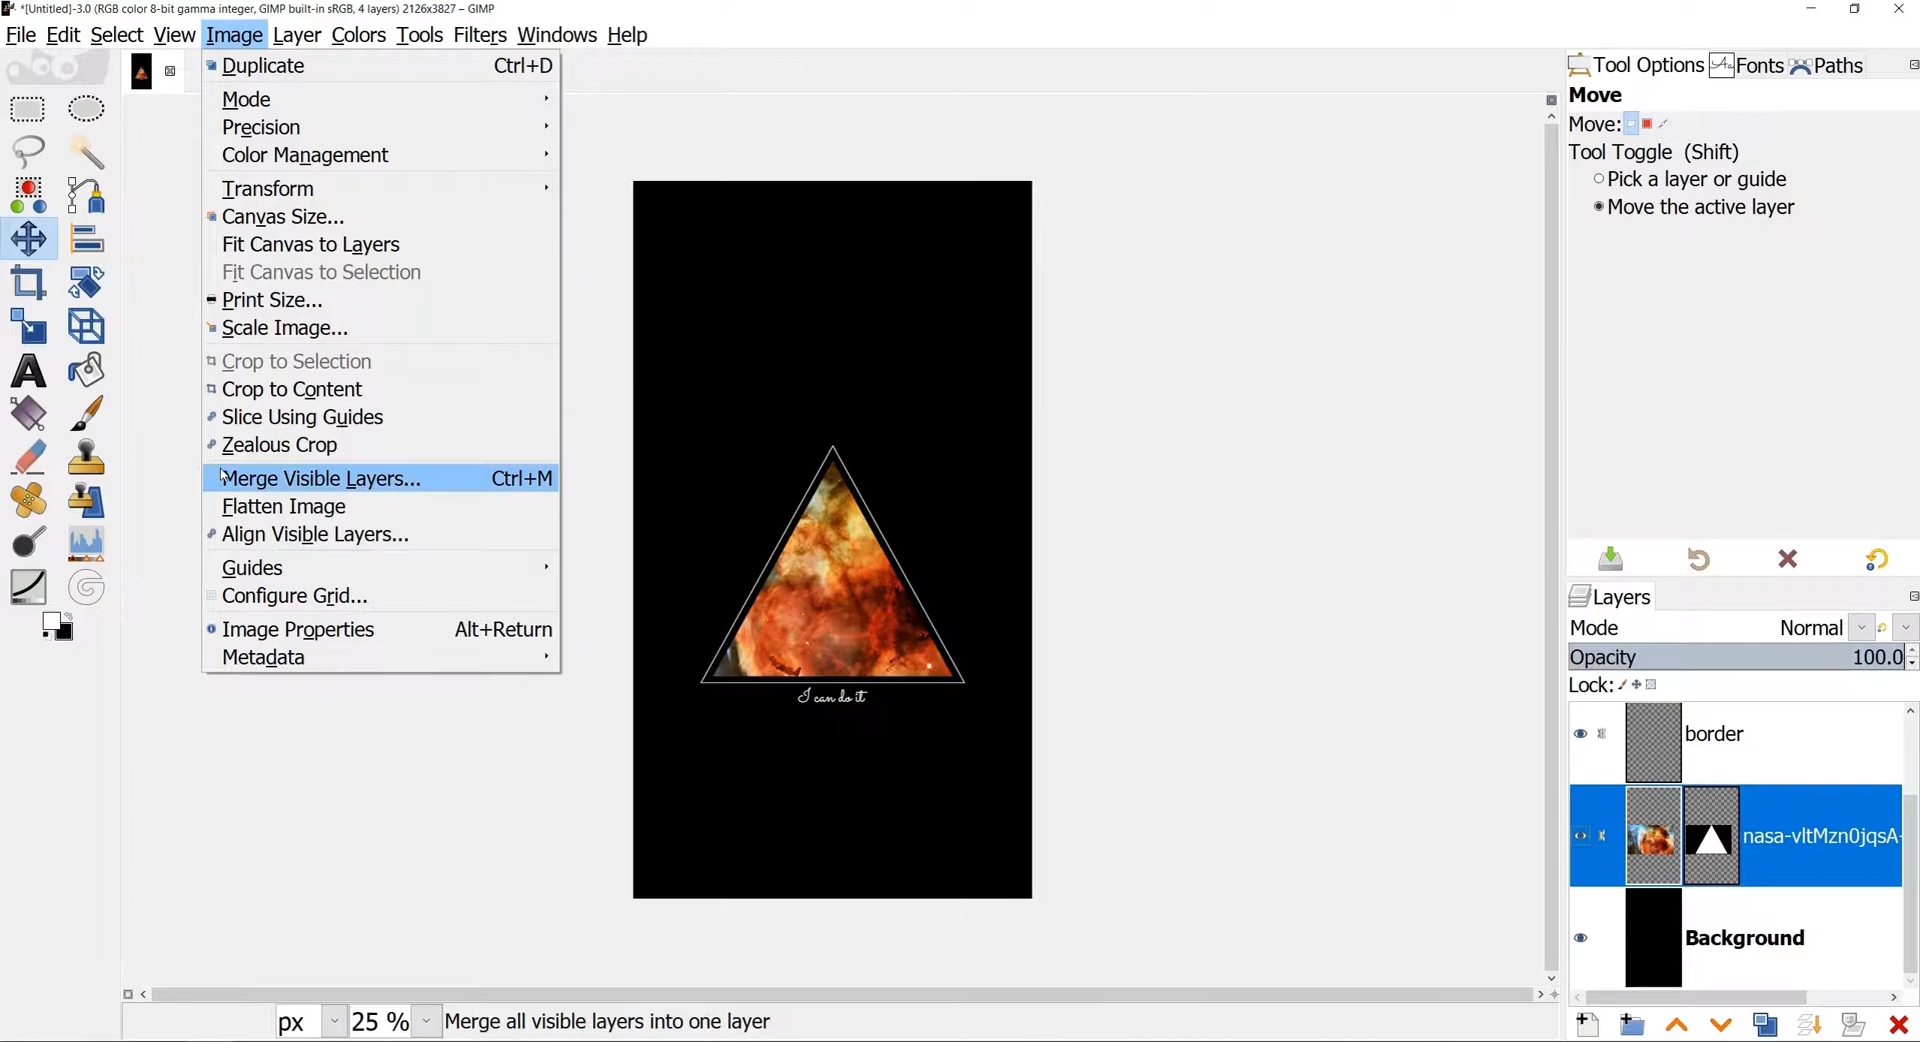 *[Untitled]-3.0 (RGB color 8-bit gamma integer, GIMP built-in sRGB, 4 layers) 2126x3827 – GIMP
File Edit Select View Image Layer Colors Tools Filters Windows Help
Duplicate Ctrl+D
Mode
Precision
Color Management
Transform
Canvas Size...
Fit Canvas to Layers
Fit Canvas to Selection
Print Size...
Scale Image...
Crop to Selection
Crop to Content
Slice Using Guides
Zealous Crop
Merge Visible Layers... Ctrl+M
Flatten Image
Align Visible Layers...
Guides
Configure Grid...
Image Properties Alt+Return
Metadata
I can do it
px 25 % Merge all visible layers into one layer
Tool Options Fonts Paths
Move
Move:
Tool Toggle (Shift)
Pick a layer or guide
Move the active layer
Layers
Mode Normal
Opacity 100.0
Lock:
border
nasa-vltMzn0jqsA-
Background